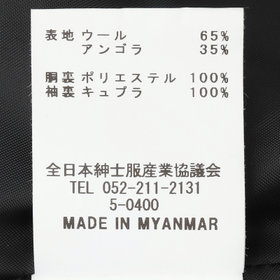 表地 ウール 65%
アンゴラ 35%
胴裏 ポリエステル 100%
袖裏 キュプラ 100%
全日本紳士服産業協議会
TEL 052-211-2131
5-0400
MADE IN MYANMAR